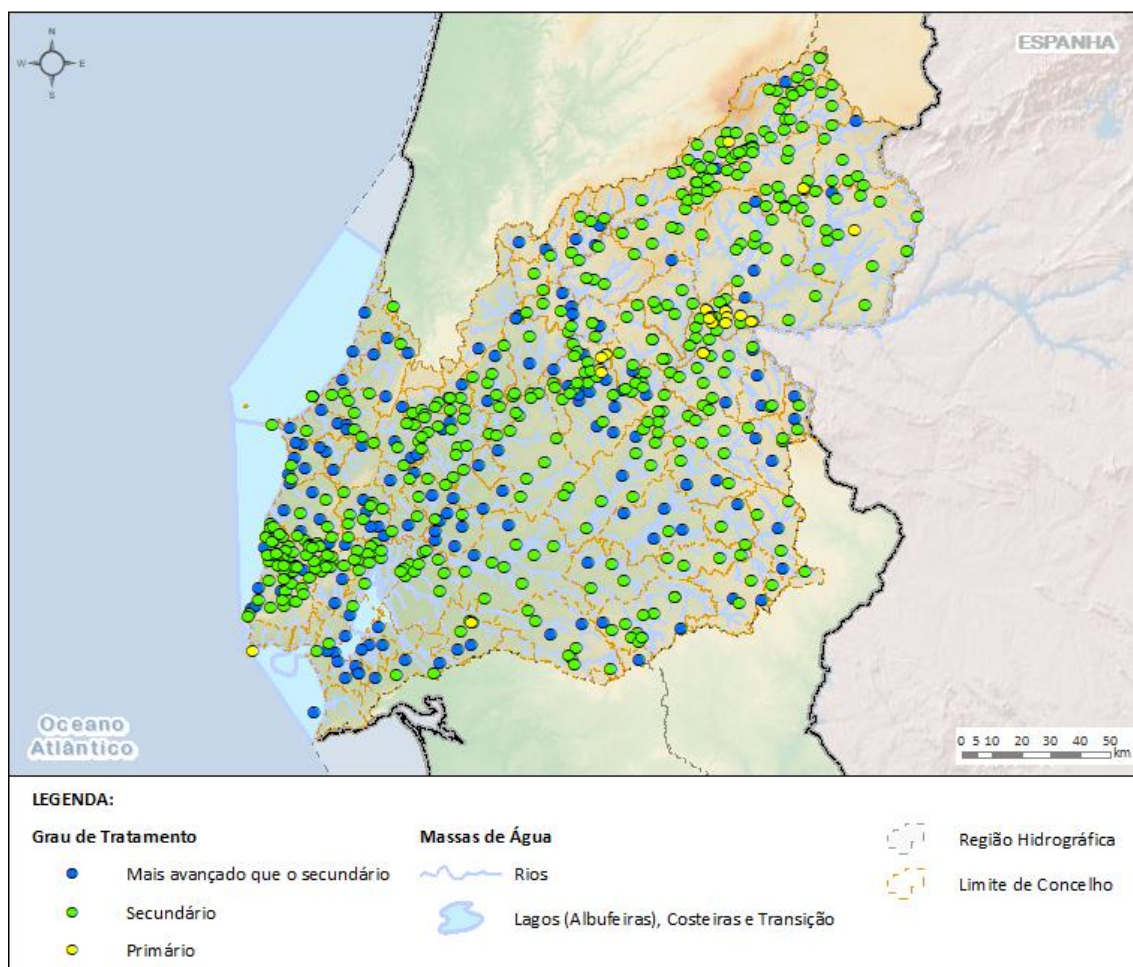 N
W E
S
ESPANHA
Oceano
Atlântico
0 5 10 20 30 40 50
km
LEGENDA:
Grau de Tratamento
Mais avançado que o secundário
Secundário
Primário
Massas de Água
Rios
Lagos (Albufeiras), Costeiras e Transição
Região Hidrográfica
Limite de Concelho